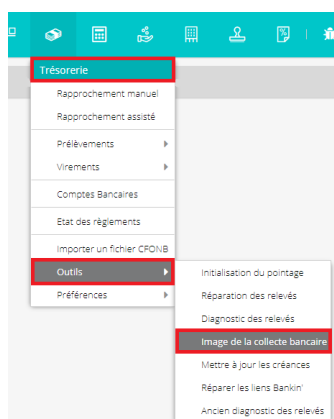 Trésorerie
Rapprochement manuel
Rapprochement assisté
Prélèvements
Virements
Comptes Bancaires
Etat des règlements
Importer un fichier CFONB
Outils
Préférences
Initialisation du pointage
Réparation des relevés
Diagnostic des relevés
Image de la collecte bancaire
Mettre à jour les créances
Réparer les liens Bankin'
Ancien diagnostic des relevés